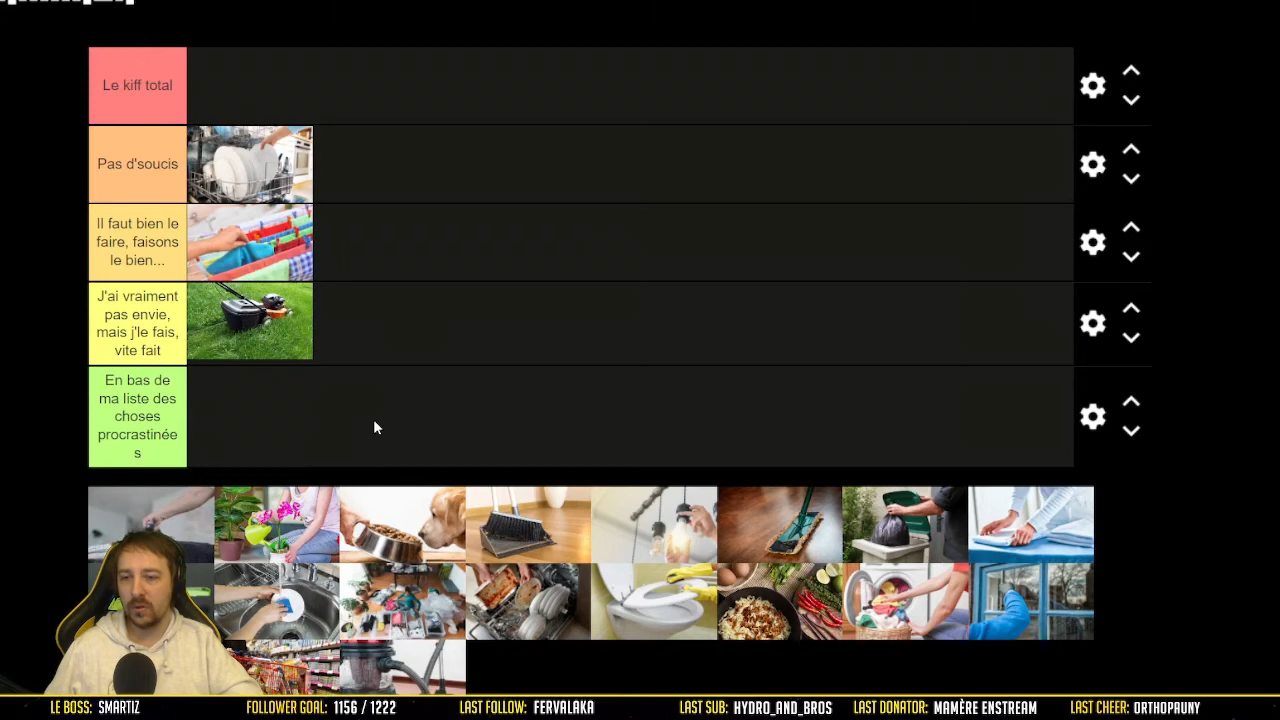 Le kiff total
Pas d'soucis
Il faut bien le
faire, faisons
le bien...
J'ai vraiment
pas envie,
mais j'le fais,
vite fait
En bas de
ma liste des
choses
procrastinée
s
LE BOSS: SMARTIZ FOLLOWER GOAL: 1156 / 1222 LAST FOLLOW: FERVALAKA LAST SUB: HYDRO_AND_BROS LAST DONATOR: MAMÈRE ENSTREAM LAST CHEER: ORTHOPAUNY